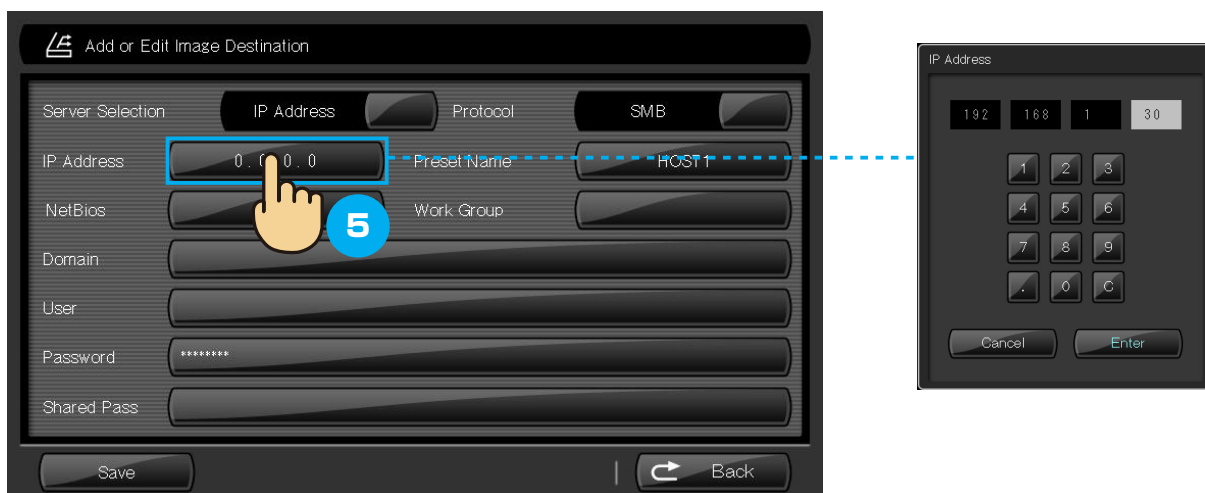 Add or Edit Image Destination
Server Selection IP Address Protocol SMB
IP Address 0. 0. 0. 0 Preset Name HOST1
NetBios Work Group
5
Domain
User
Password ********
Shared Pass
Save | Back
IP Address
192 168 1 30
1 2 3
4 5 6
7 8 9
. 0 C
Cancel Enter